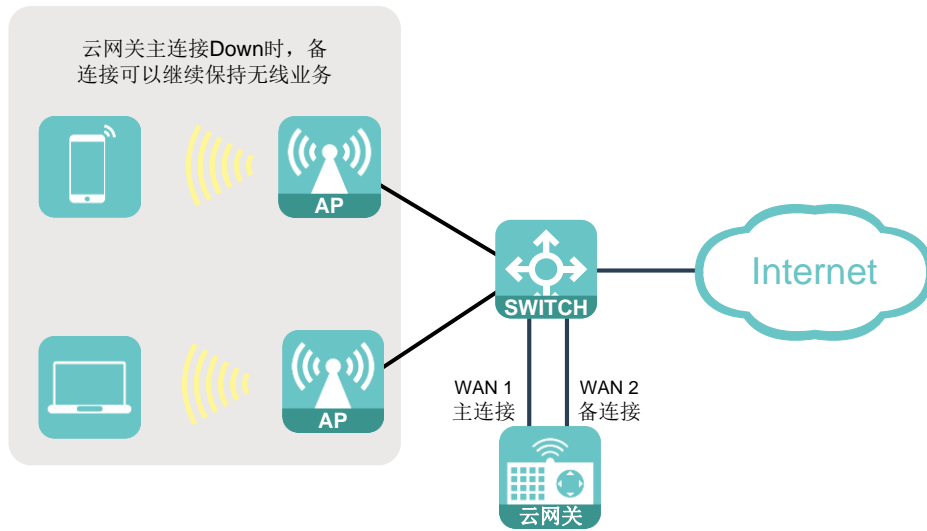 云网关主连接Down时，备
连接可以继续保持无线业务
AP
SWITCH
Internet
AP
WAN 1
主连接
WAN 2
备连接
云网关